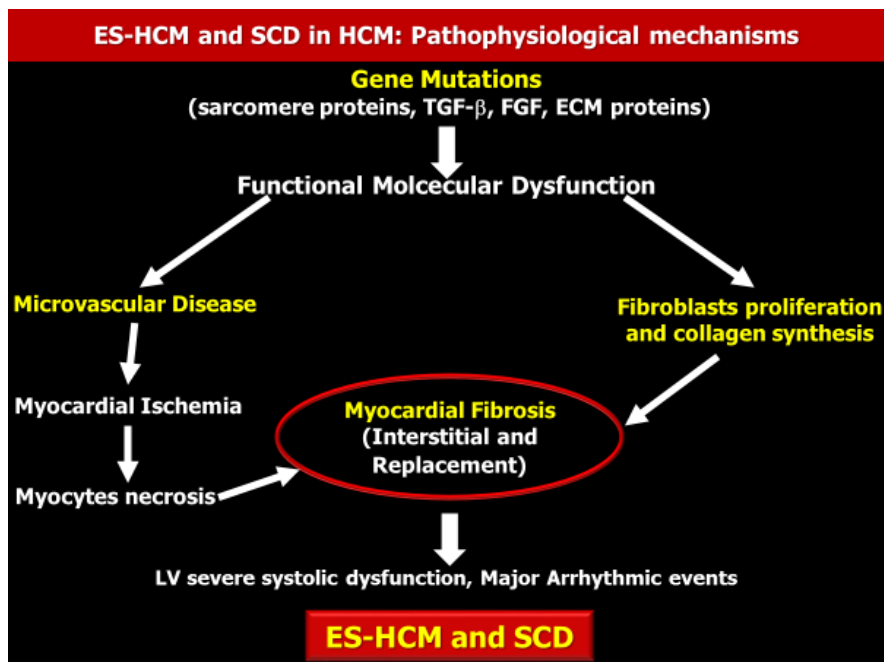 ES-HCM and SCD in HCM: Pathophysiological mechanisms
Gene Mutations
(sarcomere proteins, TGF-β, FGF, ECM proteins)
Functional Molcecular Dysfunction
Microvascular Disease
Fibroblasts proliferation
and collagen synthesis
Myocardial Ischemia
Myocardial Fibrosis
(Interstitial and
Replacement)
Myocytes necrosis
LV severe systolic dysfunction, Major Arrhythmic events
ES-HCM and SCD